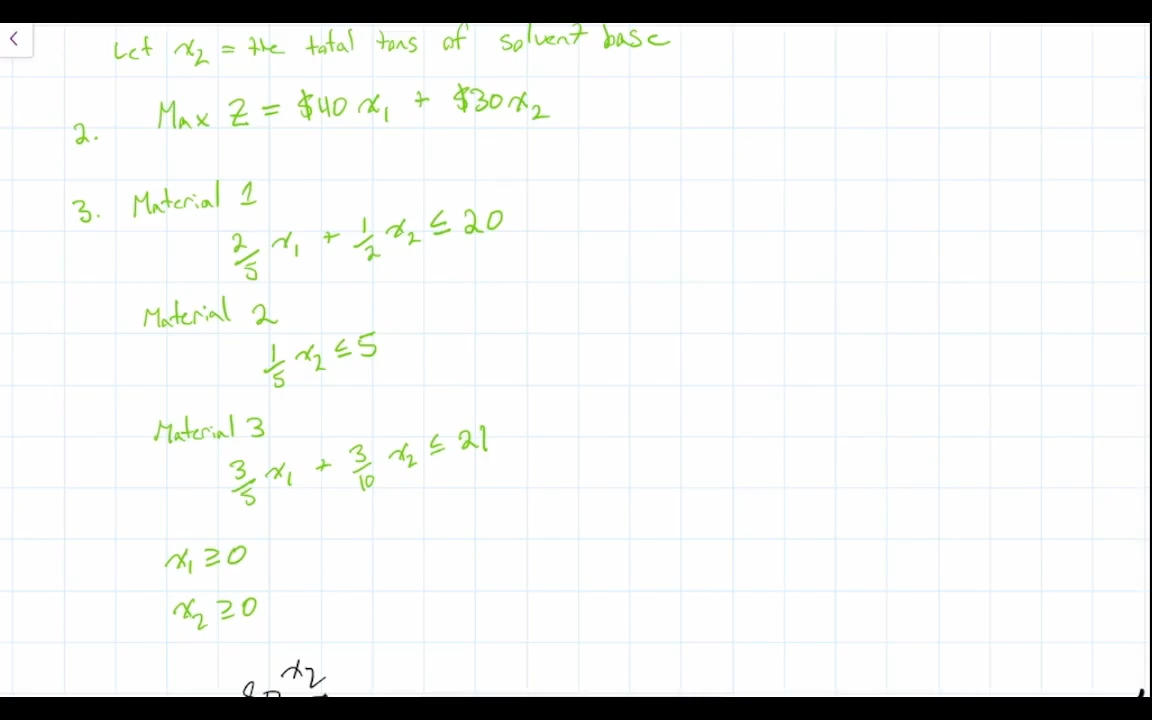 Let x₂ = the total tons of solvent base
2. Max Z = $40 x₁ + $30x₂
3. Material 1
2/5 x₁ + 1/2 x₂ ≤ 20
Material 2
1/5 x₂ ≤ 5
Material 3
3/5 x₁ + 3/10 x₂ ≤ 21
x₁ ≥ 0
x₂ ≥ 0
x₂